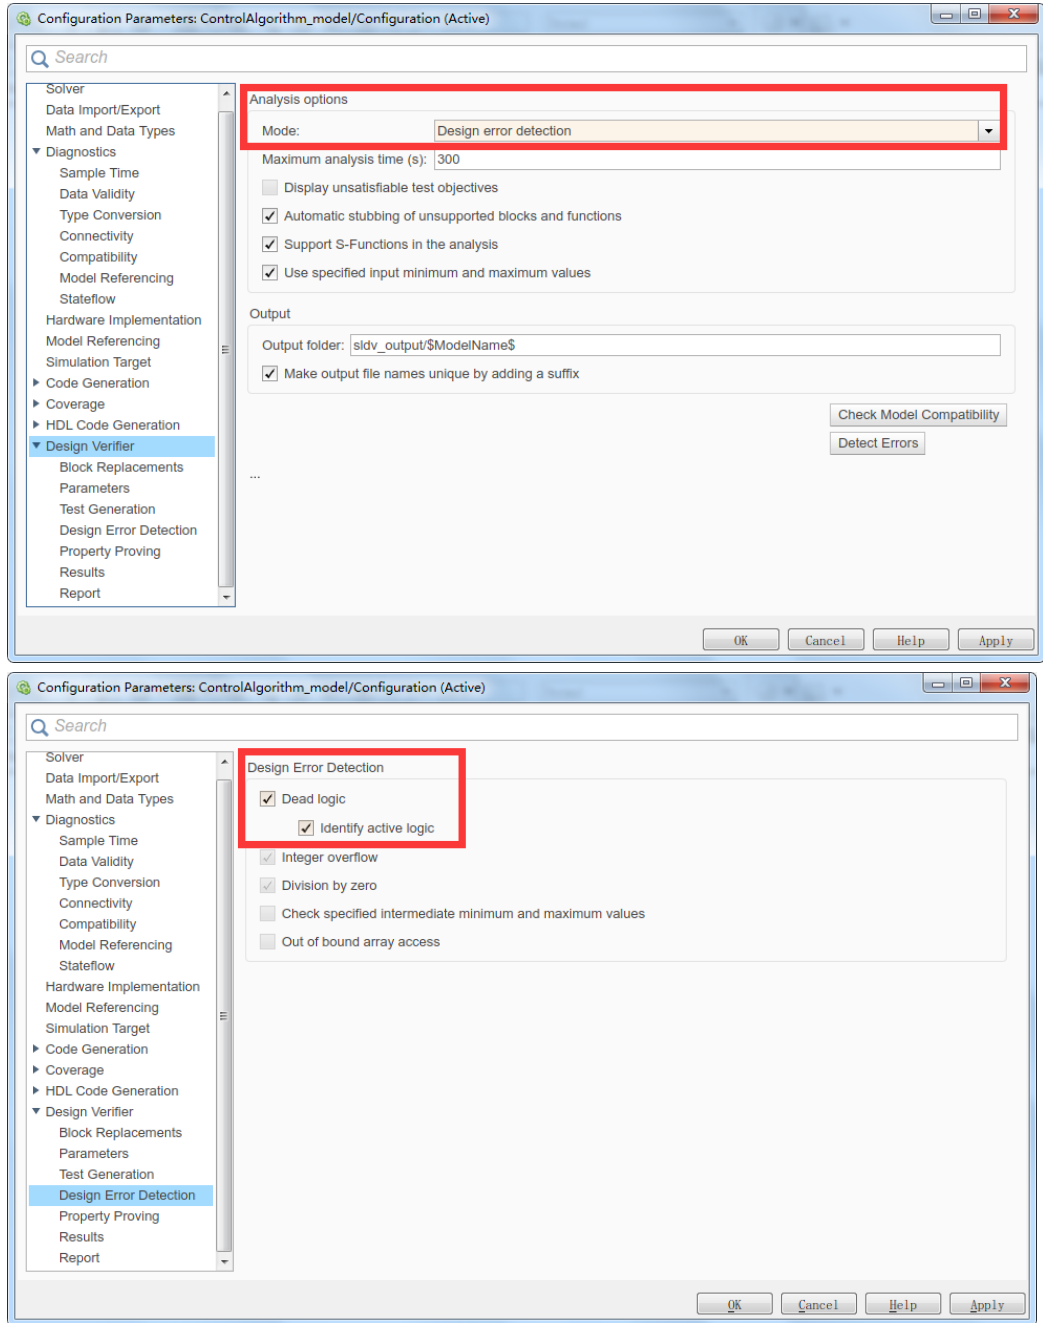 Configuration Parameters: ControlAlgorithm_model/Configuration (Active)
Search
Solver
Data Import/Export
Math and Data Types
Diagnostics
Sample Time
Data Validity
Type Conversion
Connectivity
Compatibility
Model Referencing
Stateflow
Hardware Implementation
Model Referencing
Simulation Target
Code Generation
Coverage
HDL Code Generation
Design Verifier
Block Replacements
Parameters
Test Generation
Design Error Detection
Property Proving
Results
Report
Analysis options
Mode: Design error detection
Maximum analysis time (s): 300
Display unsatisfiable test objectives
Automatic stubbing of unsupported blocks and functions
Support S-Functions in the analysis
Use specified input minimum and maximum values
Output
Output folder: sldv_output/$ModelName$
Make output file names unique by adding a suffix
Check Model Compatibility
Detect Errors
...
OK Cancel Help Apply
Configuration Parameters: ControlAlgorithm_model/Configuration (Active)
Search
Solver
Data Import/Export
Math and Data Types
Diagnostics
Sample Time
Data Validity
Type Conversion
Connectivity
Compatibility
Model Referencing
Stateflow
Hardware Implementation
Model Referencing
Simulation Target
Code Generation
Coverage
HDL Code Generation
Design Verifier
Block Replacements
Parameters
Test Generation
Design Error Detection
Property Proving
Results
Report
Design Error Detection
Dead logic
Identify active logic
Integer overflow
Division by zero
Check specified intermediate minimum and maximum values
Out of bound array access
OK Cancel Help Apply